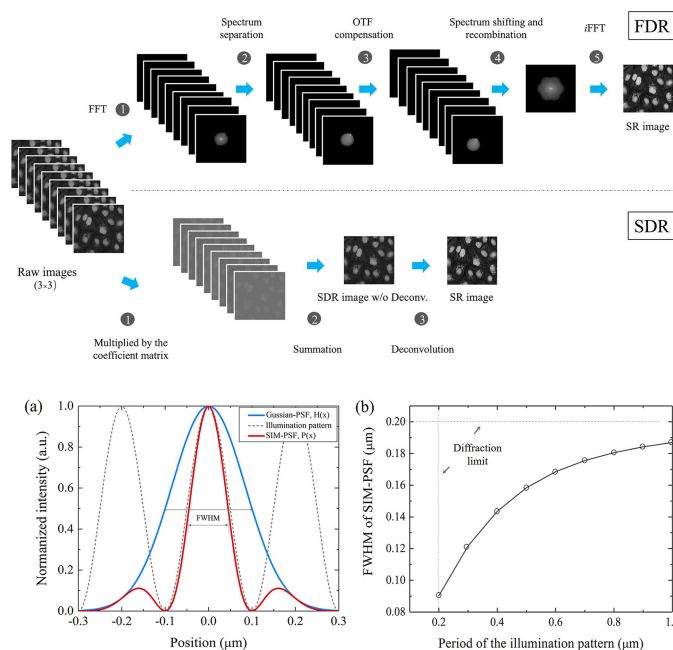 Spectrum separation
OTF compensation
Spectrum shifting and recombination
iFFT
FDR
FFT
1
2
3
4
5
SR image
SDR
Raw images
(3×3)
SDR image w/o Deconv.
SR image
1
2
3
Multiplied by the coefficient matrix
Summation
Deconvolution
(a)
Normanized intensity (a.u.)
1.0
0.8
0.6
0.4
0.2
0.0
Gussian-PSF, H(x)
Illumination pattern
SIM-PSF, P(x)
FWHM
-0.3
-0.2
-0.1
0.0
0.1
0.2
0.3
Position (μm)
(b)
FWHM of SIM-PSF (μm)
0.20
0.18
0.16
0.14
0.12
0.10
0.08
Diffraction
limit
0.2
0.4
0.6
0.8
1.
Period of the illumination pattern (μm)